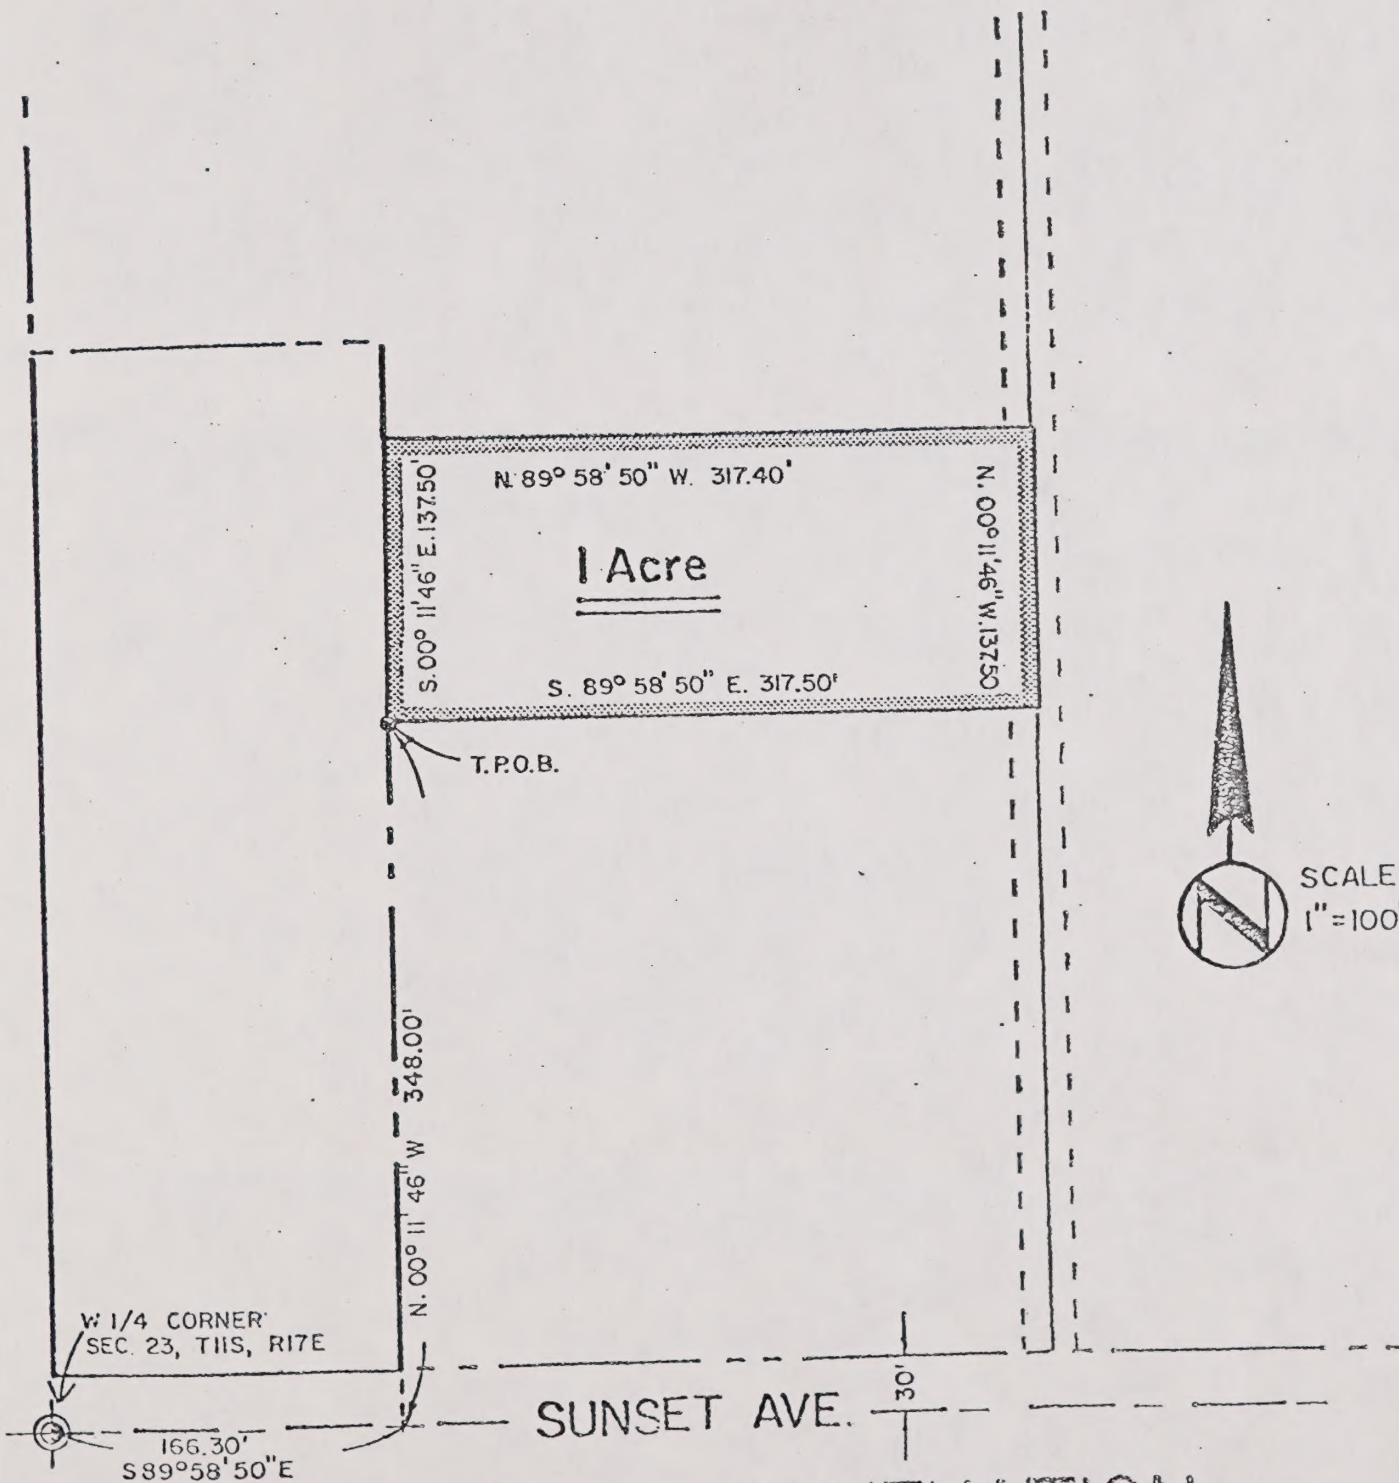 N. 89° 58' 50" W. 317.40'
S. 00° 11' 46" E. 137.50'
N. 00° 11' 46" W. 137.50
1 Acre
S. 89° 58' 50" E. 317.50'
T.P.O.B.
SCALE
1"=100
N
N. 00° 11' 46" W 348.00'
W 1/4 CORNER
SEC. 23, T11S, R17E
30'
SUNSET AVE.
166.30'
S89°58'50"E